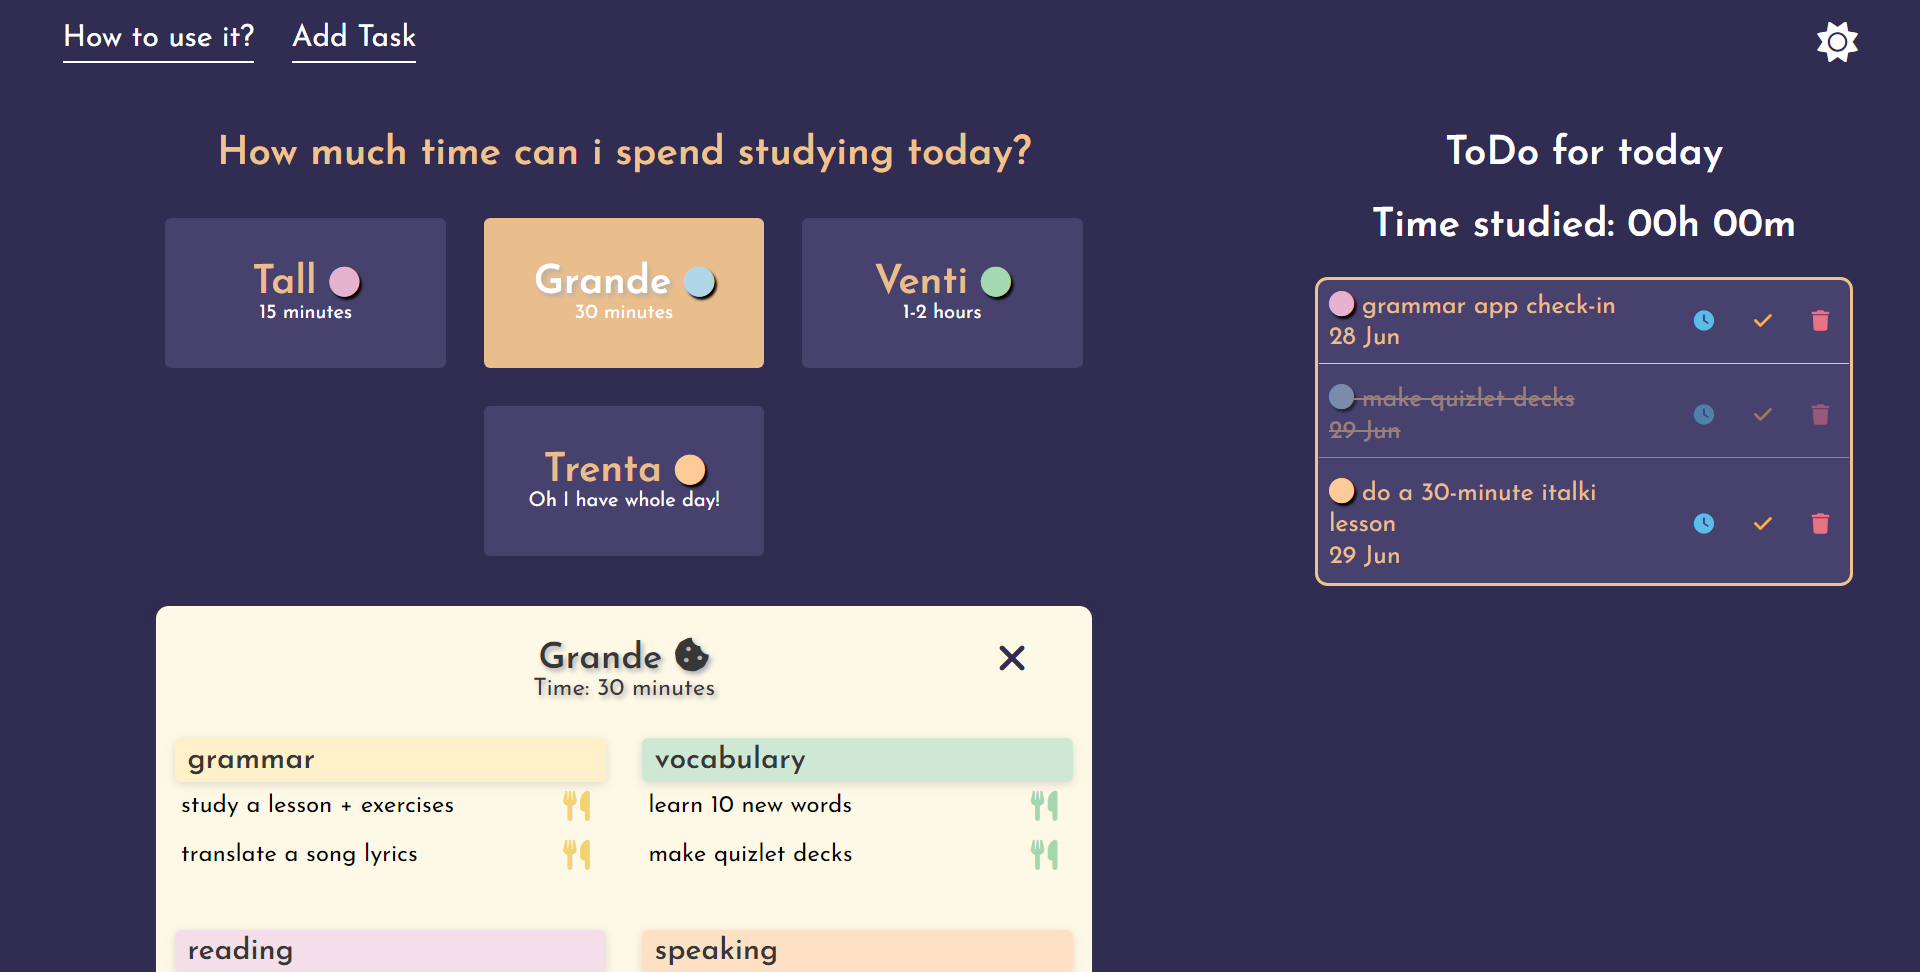 How to use it?
Add Task
How much time can i spend studying today?
Tall
15 minutes
Grande
30 minutes
Venti
1-2 hours
Trenta
Oh I have whole day!
Grande
Time: 30 minutes
grammar
study a lesson + exercises
translate a song lyrics
vocabulary
learn 10 new words
make quizlet decks
reading
speaking
ToDo for today
Time studied: 00h 00m
grammar app check-in
28 Jun
make quizlet decks
29 Jun
do a 30-minute italki
lesson
29 Jun